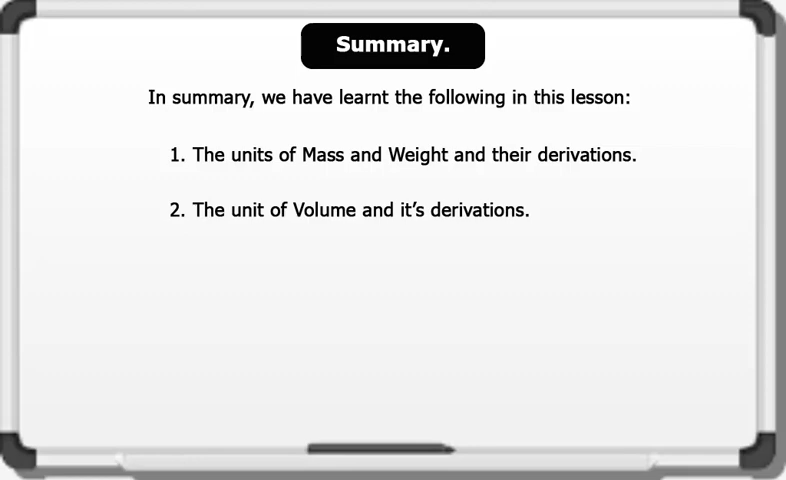 Summary.
In summary, we have learnt the following in this lesson:
1. The units of Mass and Weight and their derivations.
2. The unit of Volume and it’s derivations.